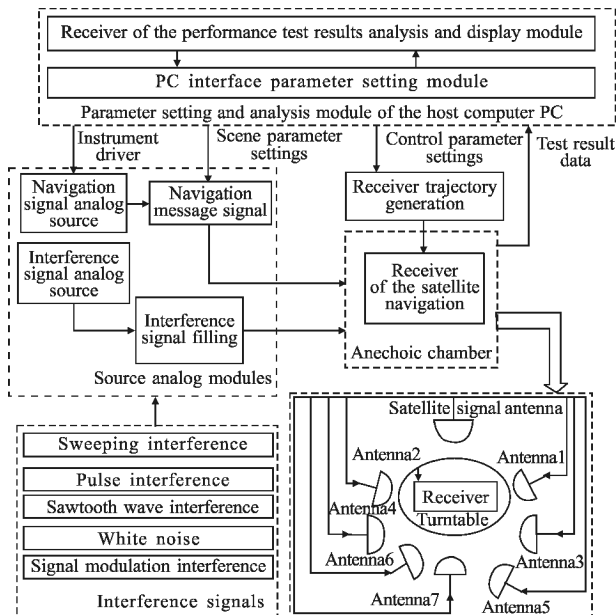 Receiver of the performance test results analysis and display module
PC interface parameter setting module
Parameter setting and analysis module of the host computer PC
Instrument
driver
Scene parameter
settings
Control parameter
settings
Test result
data
Navigation
signal analog
source
Navigation
message signal
Receiver trajectory
generation
Interference
signal analog
source
Receiver
of the satellite
navigation
Interference
signal filling
Anechoic chamber
Source analog modules
Sweeping interference
Pulse interference
Sawtooth wave interference
White noise
Signal modulation interference
Interference signals
Satellite signal antenna
Antenna2
Antenna1
Receiver
Antenna4
Turntable
Antenna6
Antenna3
Antenna7
Antenna5